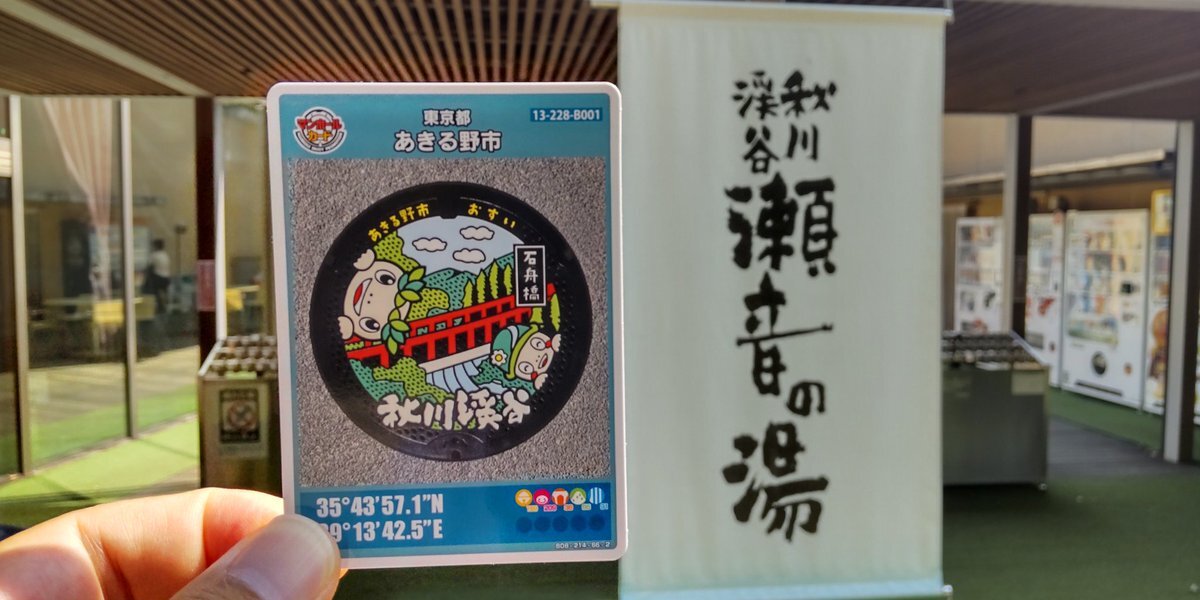 マンホール
カード
東京都
あきる野市
13-228-B001
あきる野市 おすい
石舟橋
秋川渓谷
35°43'57.1"N
9°13'42.5"E
秋川
渓谷
瀬音の湯